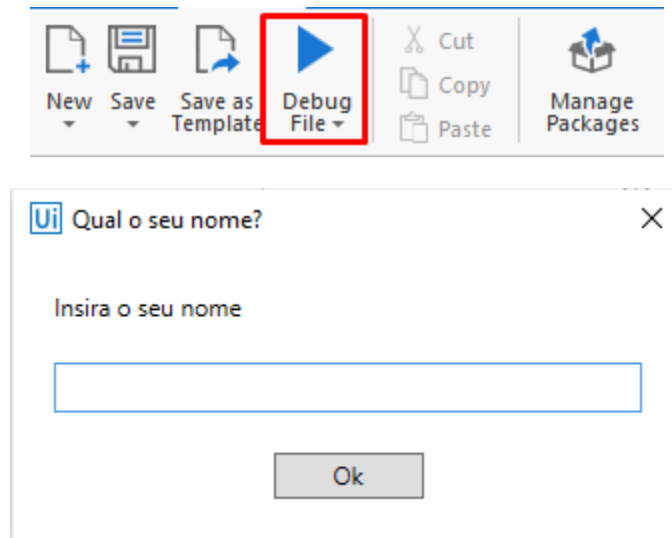 New
Save
Save as
Template
Debug
File
Cut
Copy
Paste
Manage
Packages
Ui Qual o seu nome?
Insira o seu nome
Ok